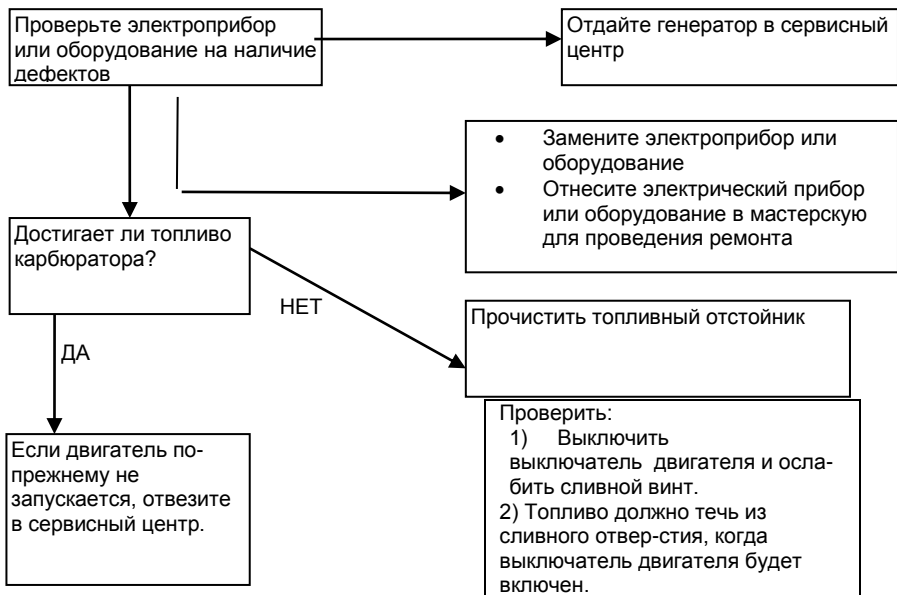 Проверьте электроприбор
или оборудование на наличие
дефектов
Отдайте генератор в сервисный
центр
• Замените электроприбор или
оборудование
• Отнесите электрический прибор
или оборудование в мастерскую
для проведения ремонта
Достигает ли топливо
карбюратора?
НЕТ
Прочистить топливный отстойник
ДА
Проверить:
1) Выключить
выключатель двигателя и осла-
бить сливной винт.
2) Топливо должно течь из
сливного отвер-стия, когда
выключатель двигателя будет
включен.
Если двигатель по-
прежнему не
запускается, отвезите
в сервисный центр.